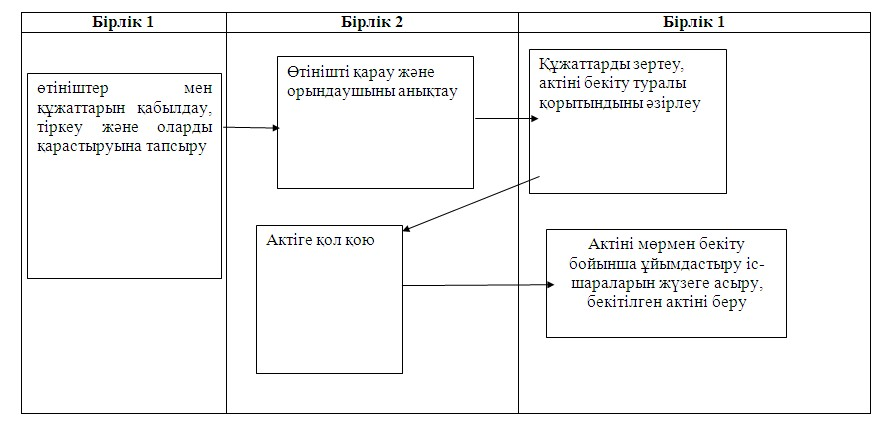 Бірлік 1
Бірлік 2
Бірлік 1
өтініштер мен
құжаттарын қабылдау,
тіркеу және оларды
қарастыруына тапсыру
Өтінішті қарау және
орындаушыны анықтау
Құжаттарды зертеу,
актіні бекіту туралы
қорытындыны әзірлеу
Актіге қол қою
Актіні мөрмен бекіту
бойынша ұйымдастыру іс-
шараларын жүзеге асыру,
бекітілген актіні беру